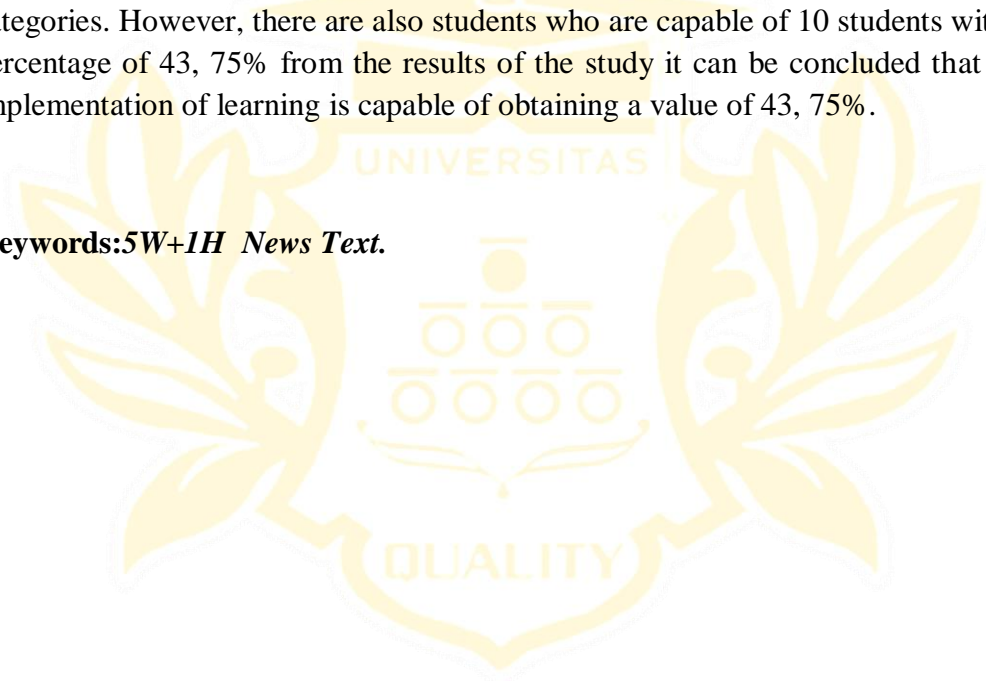 ategories. However, there are also students who are capable of 10 students wit
ercentage of 43, 75% from the results of the study it can be concluded that
nplementation of learning is capable of obtaining a value of 43, 75%.
UNIVERSITAS
eywords:5W+1H News Text.
QUALITY